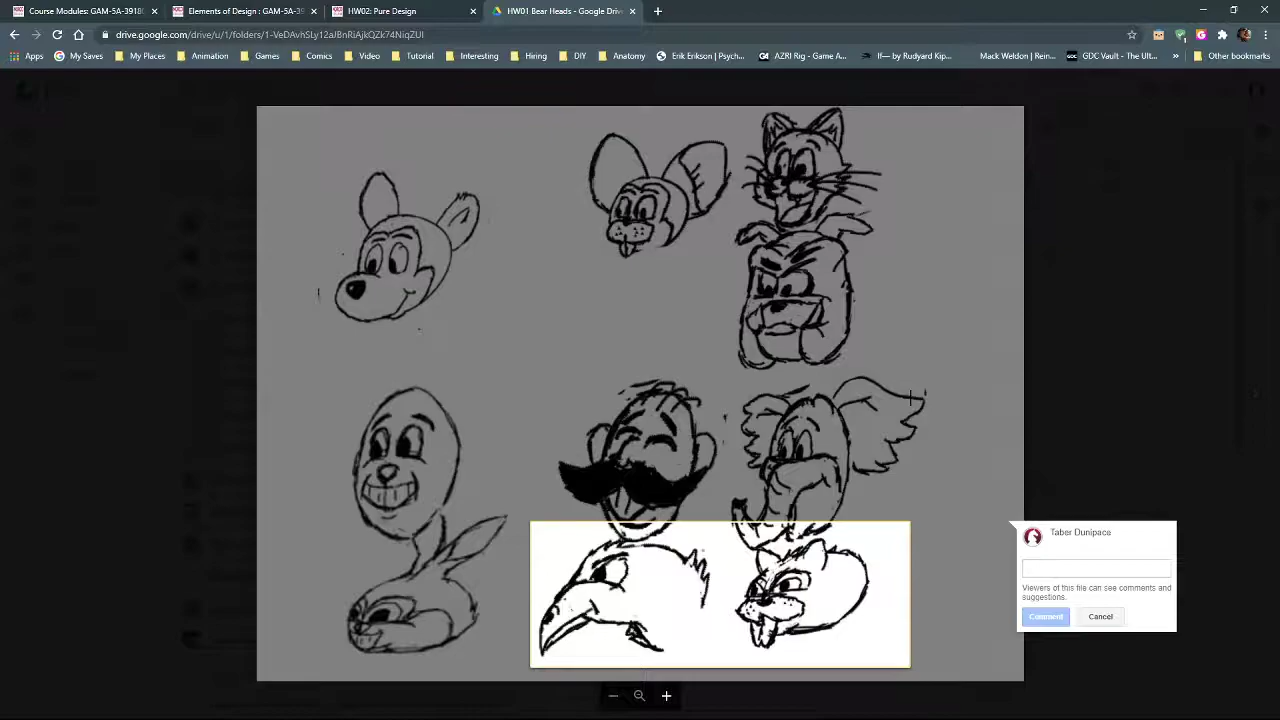 Course Modules: GAM-5A-3918
Elements of Design: GAM-5A-39
HW02: Pure Design
HW01 Bear Heads - Google Driv
drive.google.com/drive/u/1/folders/1-VeDAvhSLy12aJBnRiAjkQZk74NiqZUI
Apps
My Saves
My Places
Animation
Games
Comics
Video
Tutorial
Interesting
Hiring
DIY
Anatomy
Erik Erikson | Psych...
AZRI Rig - Game A...
If— by Rudyard Kip...
Mack Weldon | Rein...
GDC Vault - The Ult...
Other bookmarks
Taber Dunipace
Viewers of this file can see comments and
suggestions.
Comment
Cancel